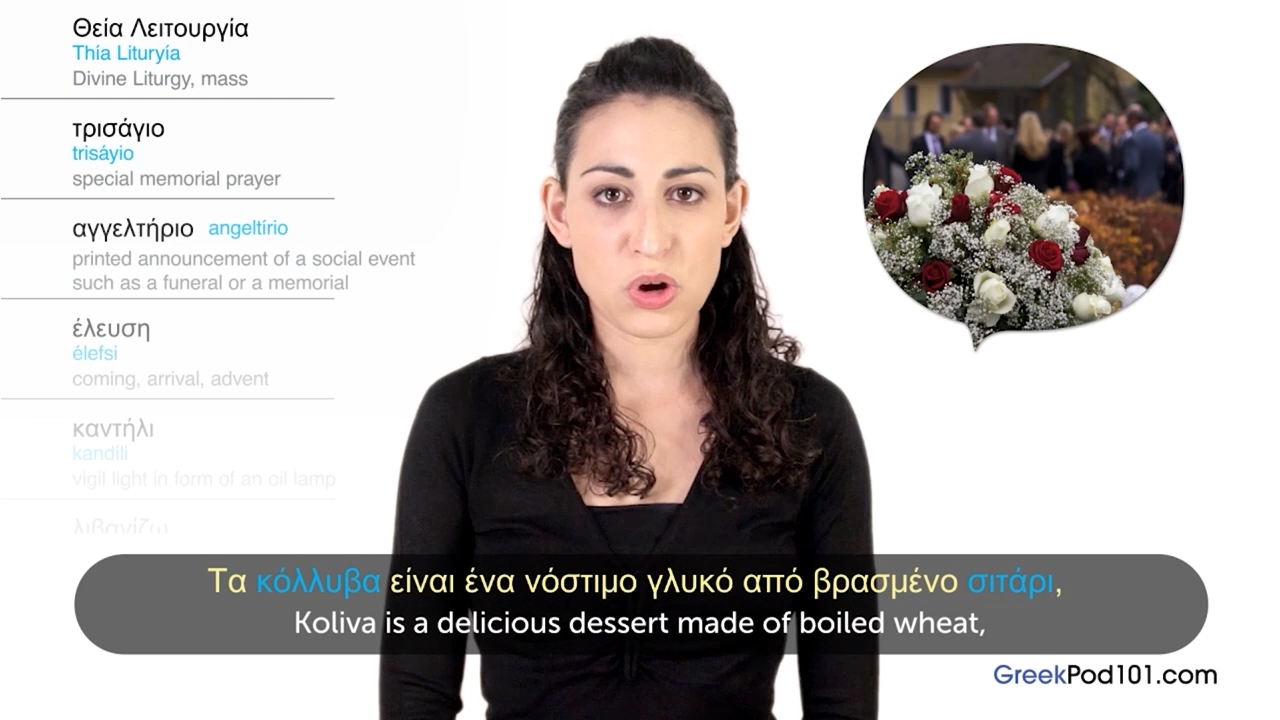 Θεία Λειτουργία
Thía Lituryía
Divine Liturgy, mass
τρισάγιο
trisáyio
special memorial prayer
αγγελτήριο angeltírio
printed announcement of a social event
such as a funeral or a memorial
έλευση
élefsi
coming, arrival, advent
καντήλι
kandíli
vigil light in form of an oil lamp
λιβανίζω
Τα κόλλυβα είναι ένα νόστιμο γλυκό από βρασμένο σιτάρι,
Koliva is a delicious dessert made of boiled wheat,
GreekPod101.com